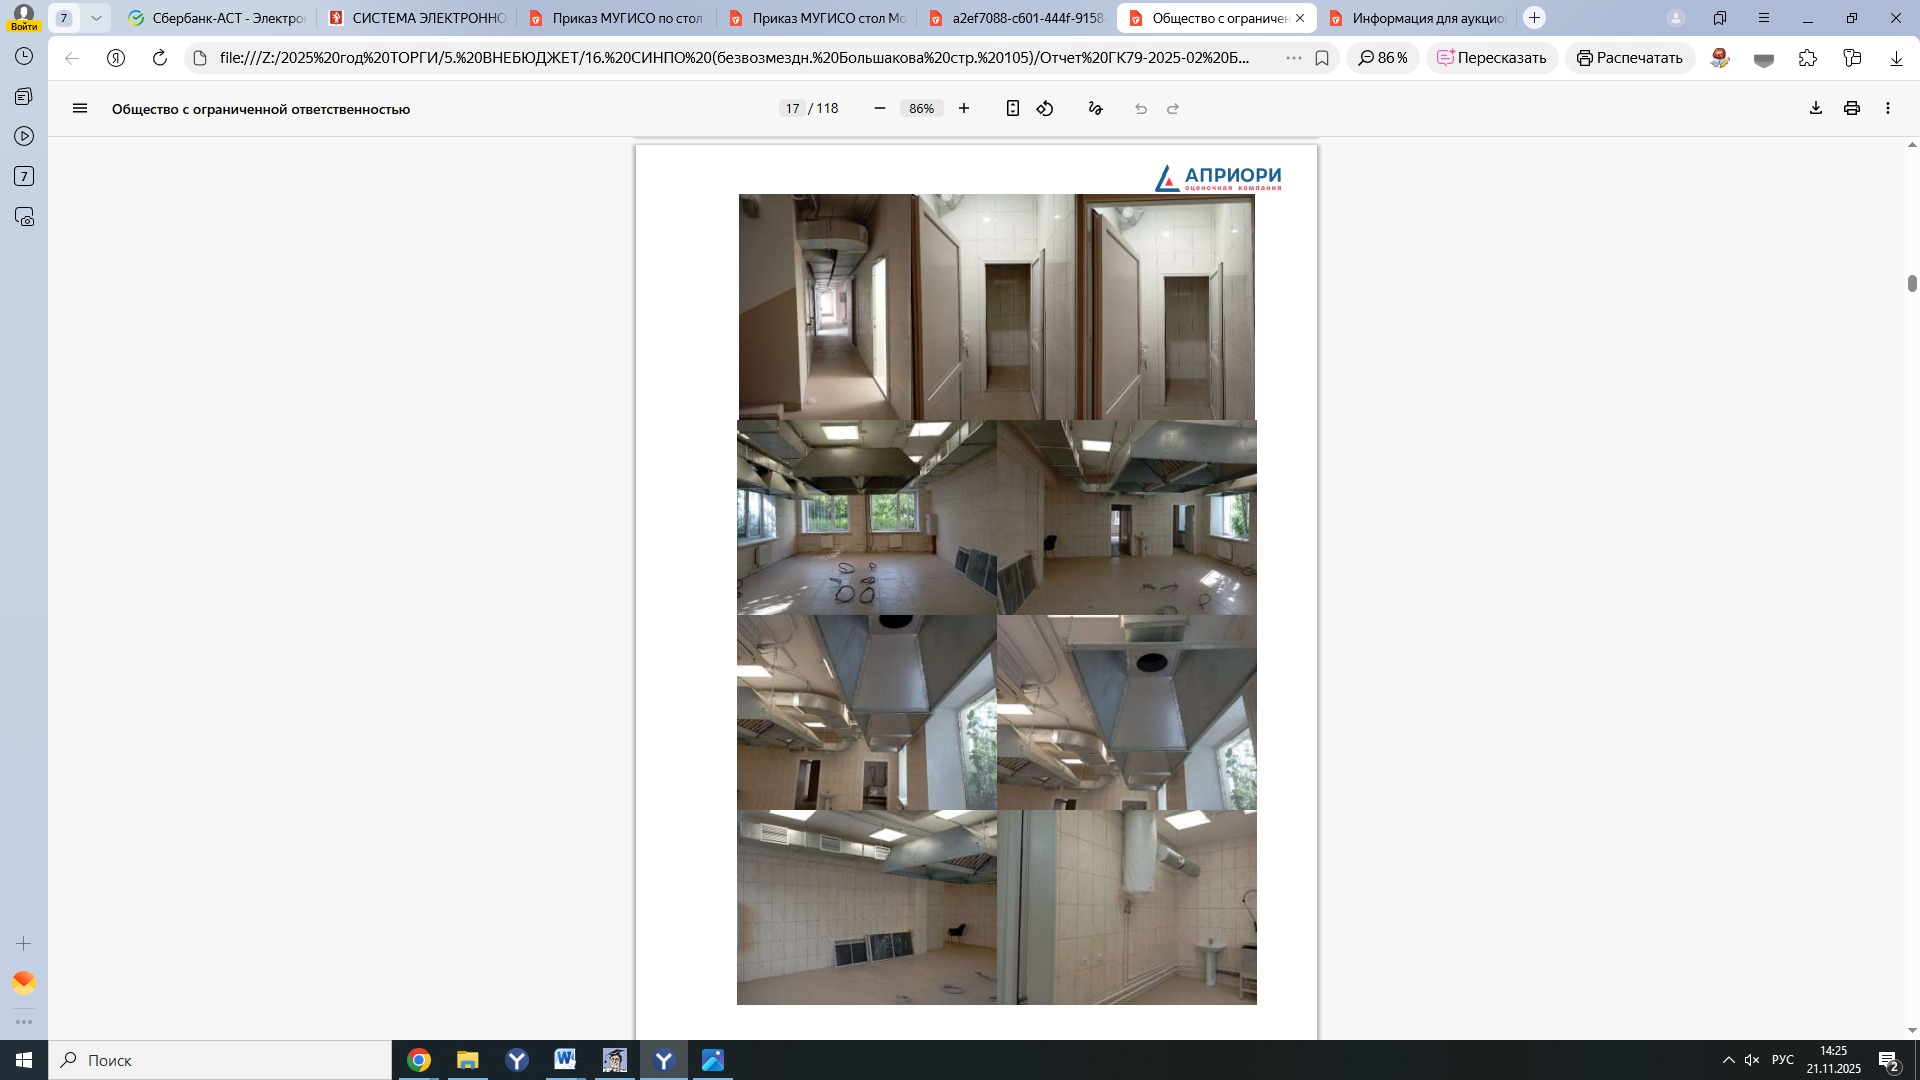 7
Сбербанк-АСТ - Электро
СИСТЕМА ЭЛЕКТРОННО
Приказ МУГИСО по стол
Приказ МУГИСО стол Мо
a2ef7088-c601-444f-9158-
Общество с ограничен
Информация для аукцио
Войти
file:///Z:/2025%20год%20ТОРГИ/5.%20ВНЕБЮДЖЕТ/16.%20СИНПО%20(безвозмездн.%20Большакова%20стр.%20105)/Отчет%20ГК79-2025-02%20Б...
86 %
Пересказать
Распечатать
7
Общество с ограниченной ответственностью
17 / 118
86%
АПРИОРИ
оценочная компания
Поиск
РУС
14:25
21.11.2025
2